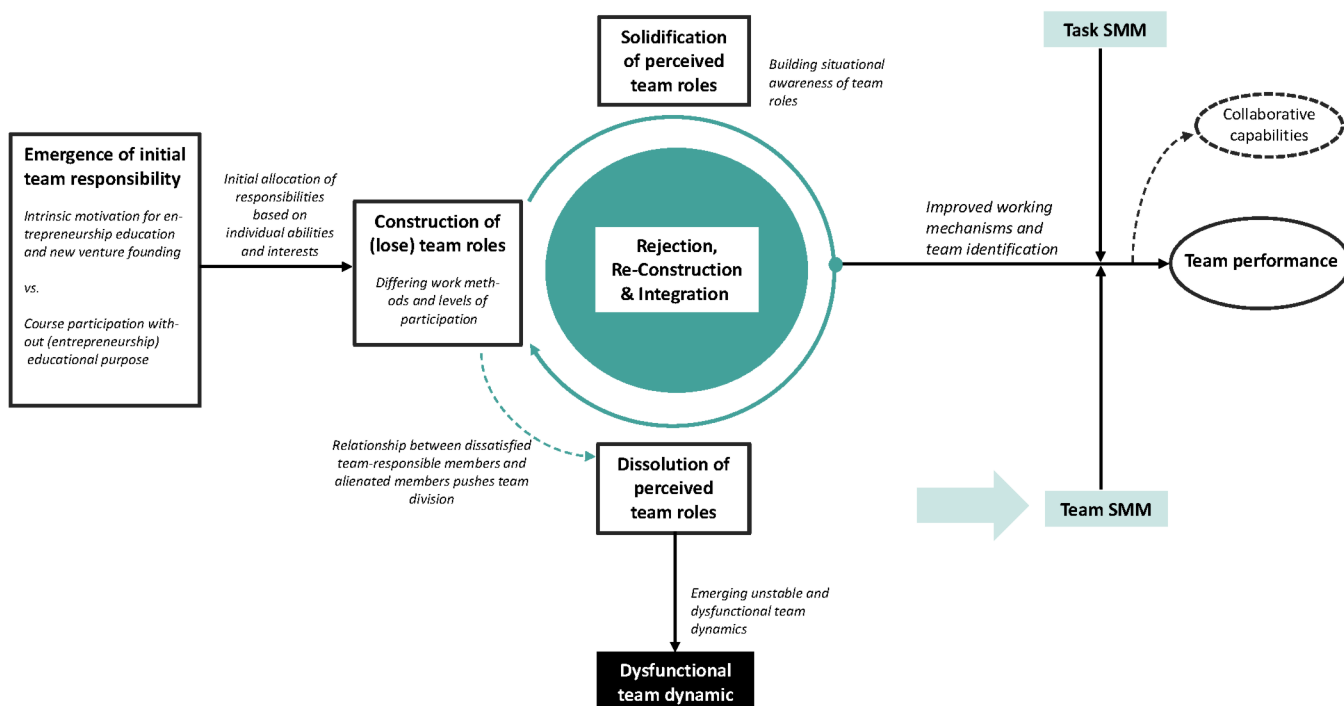 Emergence of initial
team responsibility
Intrinsic motivation for en-
trepreneurship education
and new venture founding
vs.
Course participation with-
out (entrepreneurship)
educational purpose
Initial allocation of
responsibilities
based on
individual abilities
and interests
Construction of
(lose) team roles
Differing work meth-
ods and levels of
participation
Solidification
of perceived
team roles
Building situational
awareness of team
roles
Rejection,
Re-Construction
& Integration
Relationship between dissatisfied
team-responsible members and
alienated members pushes team
division
Dissolution of
perceived
team roles
Emerging unstable and
dysfunctional team
dynamics
Dysfunctional
team dynamic
Improved working
mechanisms and
team identification
Task SMM
Collaborative
capabilities
Team performance
Team SMM